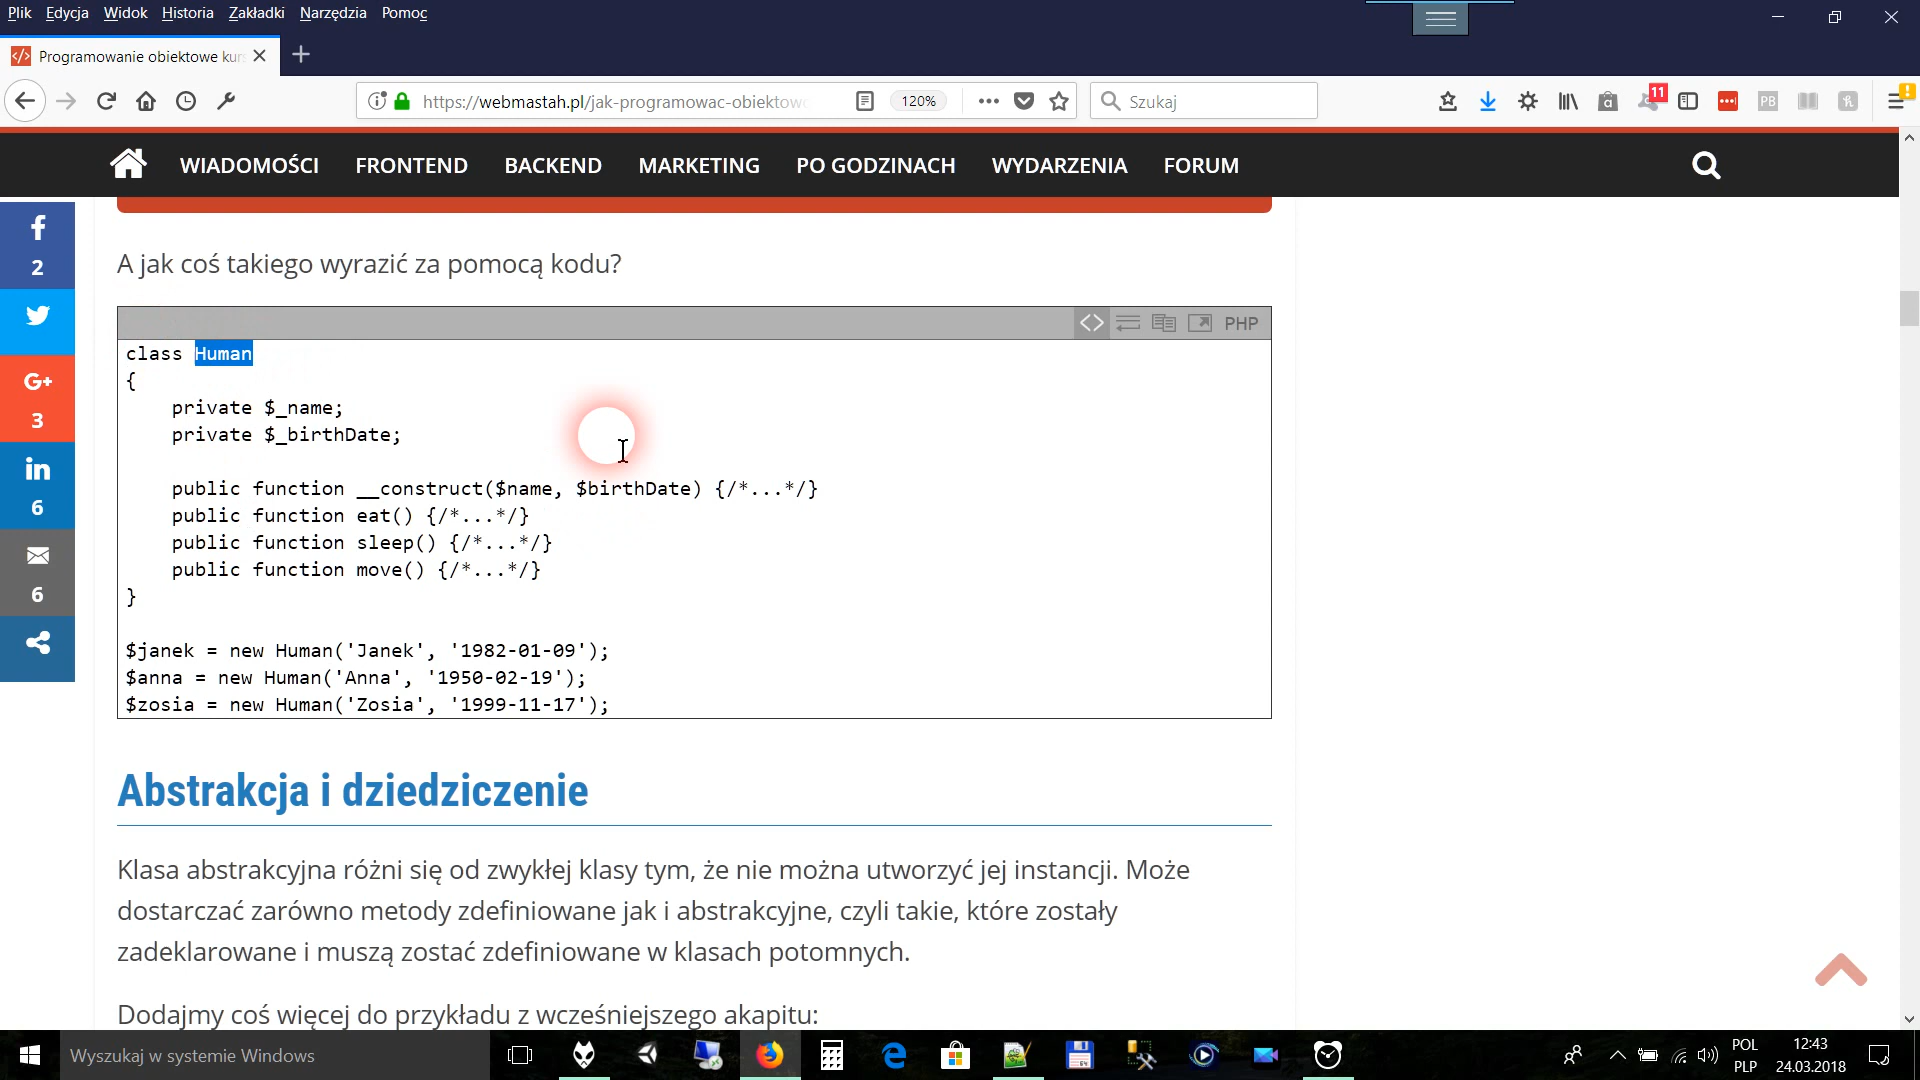 Plik Edycja Widok Historia Zakładki Narzędzia Pomoc
Programowanie obiektowe kur
https://webmastah.pl/jak-programowac-obiektowo 120% Szukaj 11 PB
WIADOMOŚCI FRONTEND BACKEND MARKETING PO GODZINACH WYDARZENIA FORUM
2
3
6
6
A jak coś takiego wyrazić za pomocą kodu?
PHP
class Human
{
private $_name;
private $_birthDate;
public function __construct($name, $birthDate) {/*...*/}
public function eat() {/*...*/}
public function sleep() {/*...*/}
public function move() {/*...*/}
}
$janek = new Human('Janek', '1982-01-09');
$anna = new Human('Anna', '1950-02-19');
$zosia = new Human('Zosia', '1999-11-17');
Abstrakcja i dziedziczenie
Klasa abstrakcyjna różni się od zwykłej klasy tym, że nie można utworzyć jej instancji. Może
dostarczać zarówno metody zdefiniowane jak i abstrakcyjne, czyli takie, które zostały
zadeklarowane i muszą zostać zdefiniowane w klasach potomnych.
Dodajmy coś więcej do przykładu z wcześniejszego akapitu:
Wyszukaj w systemie Windows
POL
PLP
12:43
24.03.2018